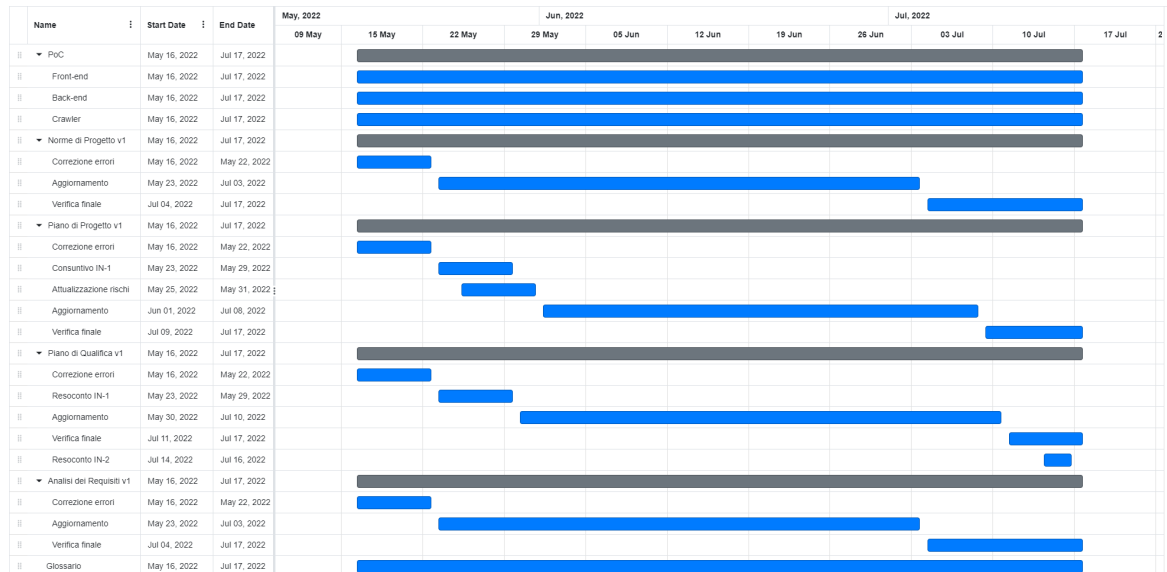 Name Start Date End Date May, 2022 Jun, 2022 Jul, 2022
09 May 15 May 22 May 29 May 05 Jun 12 Jun 19 Jun 26 Jun 03 Jul 10 Jul 17 Jul 2
PoC May 16, 2022 Jul 17, 2022
Front-end May 16, 2022 Jul 17, 2022
Back-end May 16, 2022 Jul 17, 2022
Crawler May 16, 2022 Jul 17, 2022
Norme di Progetto v1 May 16, 2022 Jul 17, 2022
Correzione errori May 16, 2022 May 22, 2022
Aggiornamento May 23, 2022 Jul 03, 2022
Verifica finale Jul 04, 2022 Jul 17, 2022
Piano di Progetto v1 May 16, 2022 Jul 17, 2022
Correzione errori May 16, 2022 May 22, 2022
Consuntivo IN-1 May 23, 2022 May 29, 2022
Attualizzazione rischi May 25, 2022 May 31, 2022
Aggiornamento Jun 01, 2022 Jul 08, 2022
Verifica finale Jul 09, 2022 Jul 17, 2022
Piano di Qualifica v1 May 16, 2022 Jul 17, 2022
Correzione errori May 16, 2022 May 22, 2022
Resoconto IN-1 May 23, 2022 May 29, 2022
Aggiornamento May 30, 2022 Jul 10, 2022
Verifica finale Jul 11, 2022 Jul 17, 2022
Resoconto IN-2 Jul 14, 2022 Jul 16, 2022
Analisi dei Requisiti v1 May 16, 2022 Jul 17, 2022
Correzione errori May 16, 2022 May 22, 2022
Aggiornamento May 23, 2022 Jul 03, 2022
Verifica finale Jul 04, 2022 Jul 17, 2022
Glossario May 16, 2022 Jul 17, 2022